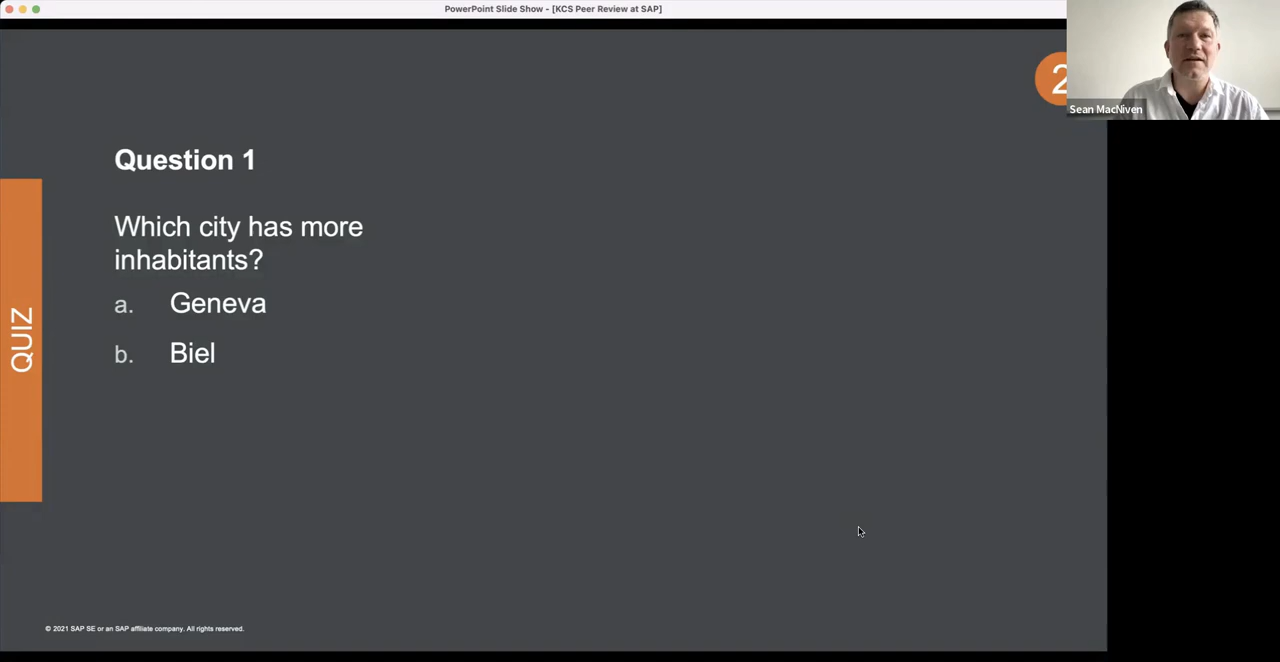 PowerPoint Slide Show - [KCS Peer Review at SAP]
2
Sean MacNiven
Question 1
Which city has more
inhabitants?
a. Geneva
b. Biel
QUIZ
© 2021 SAP SE or an SAP affiliate company. All rights reserved.